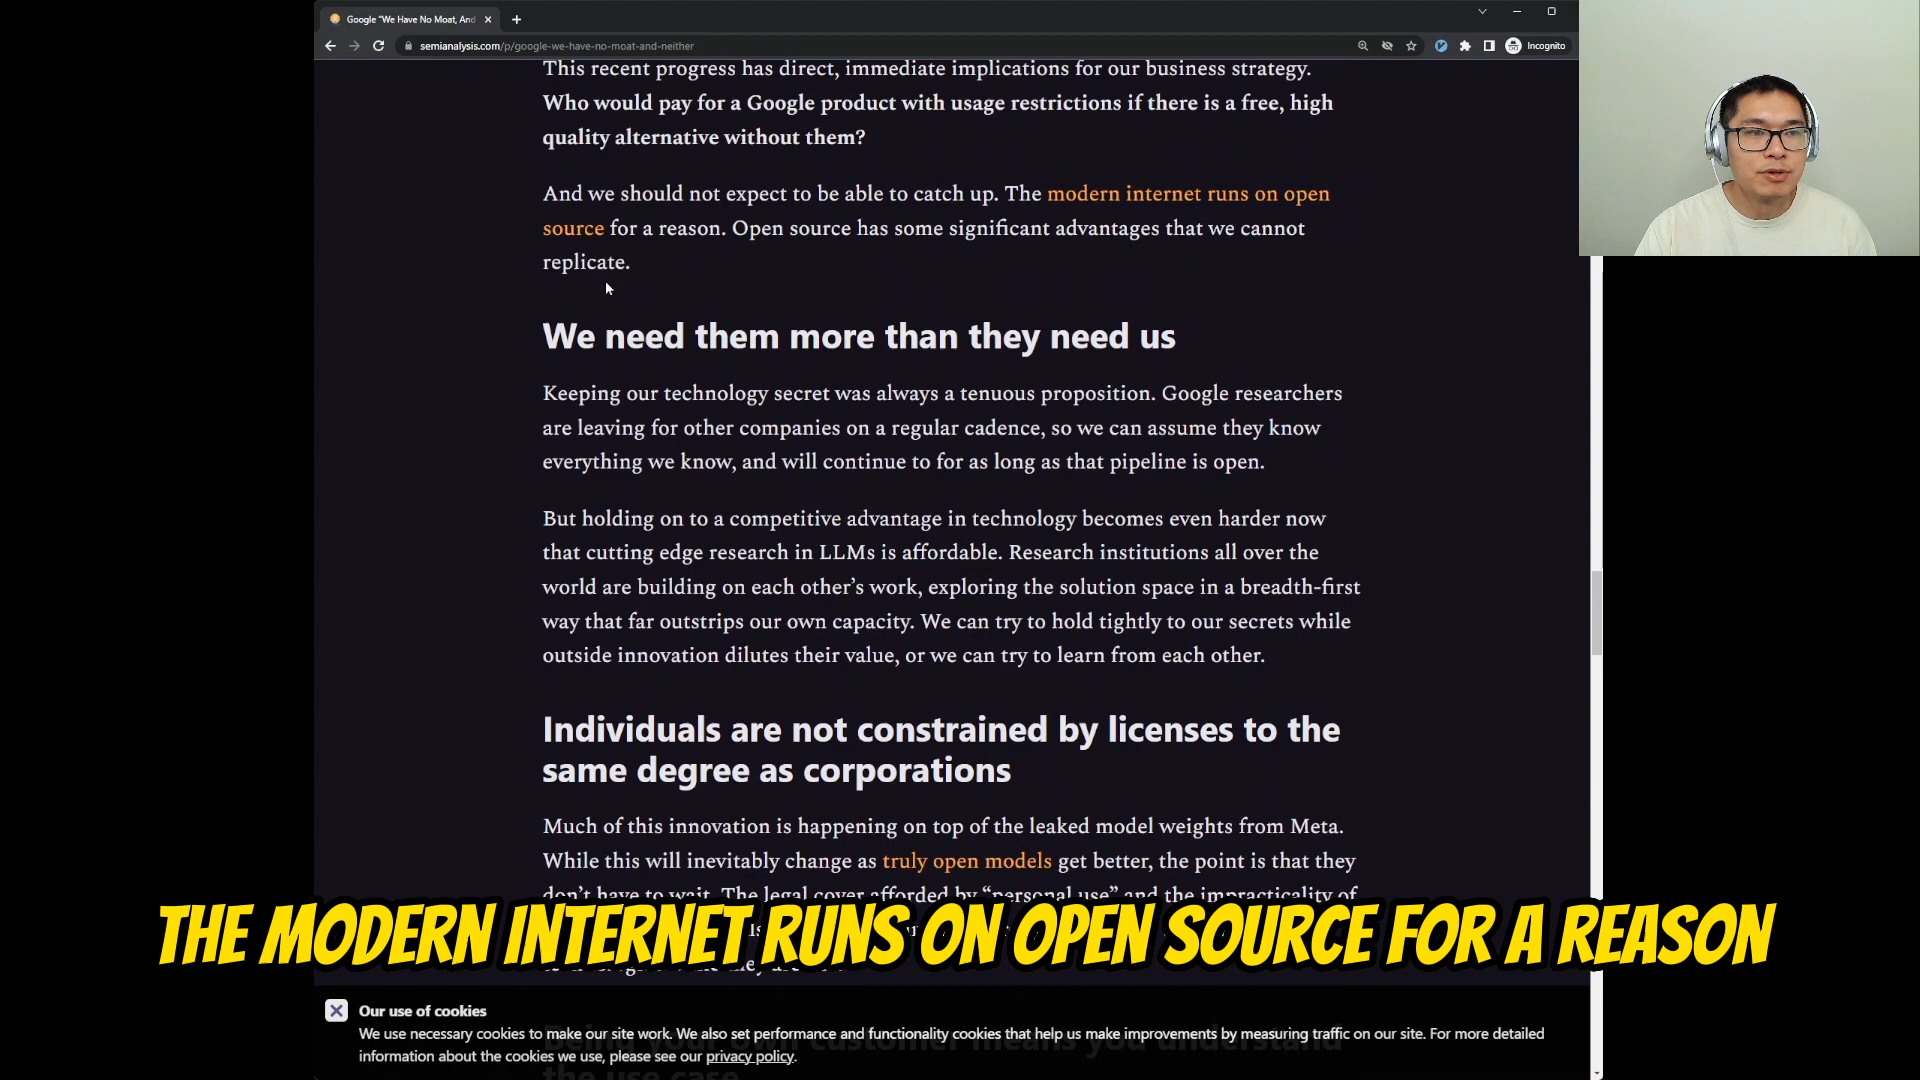 Google "We Have No Moat, And
semianalysis.com/p/google-we-have-no-moat-and-neither
Incognito
This recent progress has direct, immediate implications for our business strategy.
Who would pay for a Google product with usage restrictions if there is a free, high
quality alternative without them?
And we should not expect to be able to catch up. The modern internet runs on open
source for a reason. Open source has some significant advantages that we cannot
replicate.
We need them more than they need us
Keeping our technology secret was always a tenuous proposition. Google researchers
are leaving for other companies on a regular cadence, so we can assume they know
everything we know, and will continue to for as long as that pipeline is open.
But holding on to a competitive advantage in technology becomes even harder now
that cutting edge research in LLMs is affordable. Research institutions all over the
world are building on each other's work, exploring the solution space in a breadth-first
way that far outstrips our own capacity. We can try to hold tightly to our secrets while
outside innovation dilutes their value, or we can try to learn from each other.
Individuals are not constrained by licenses to the
same degree as corporations
Much of this innovation is happening on top of the leaked model weights from Meta.
While this will inevitably change as truly open models get better, the point is that they
don't have to wait. The legal cover afforded by "personal use" and the impracticality of
THE MODERN INTERNET RUNS ON OPEN SOURCE FOR A REASON
Our use of cookies
We use necessary cookies to make our site work. We also set performance and functionality cookies that help us make improvements by measuring traffic on our site. For more detailed
information about the cookies we use, please see our privacy policy.